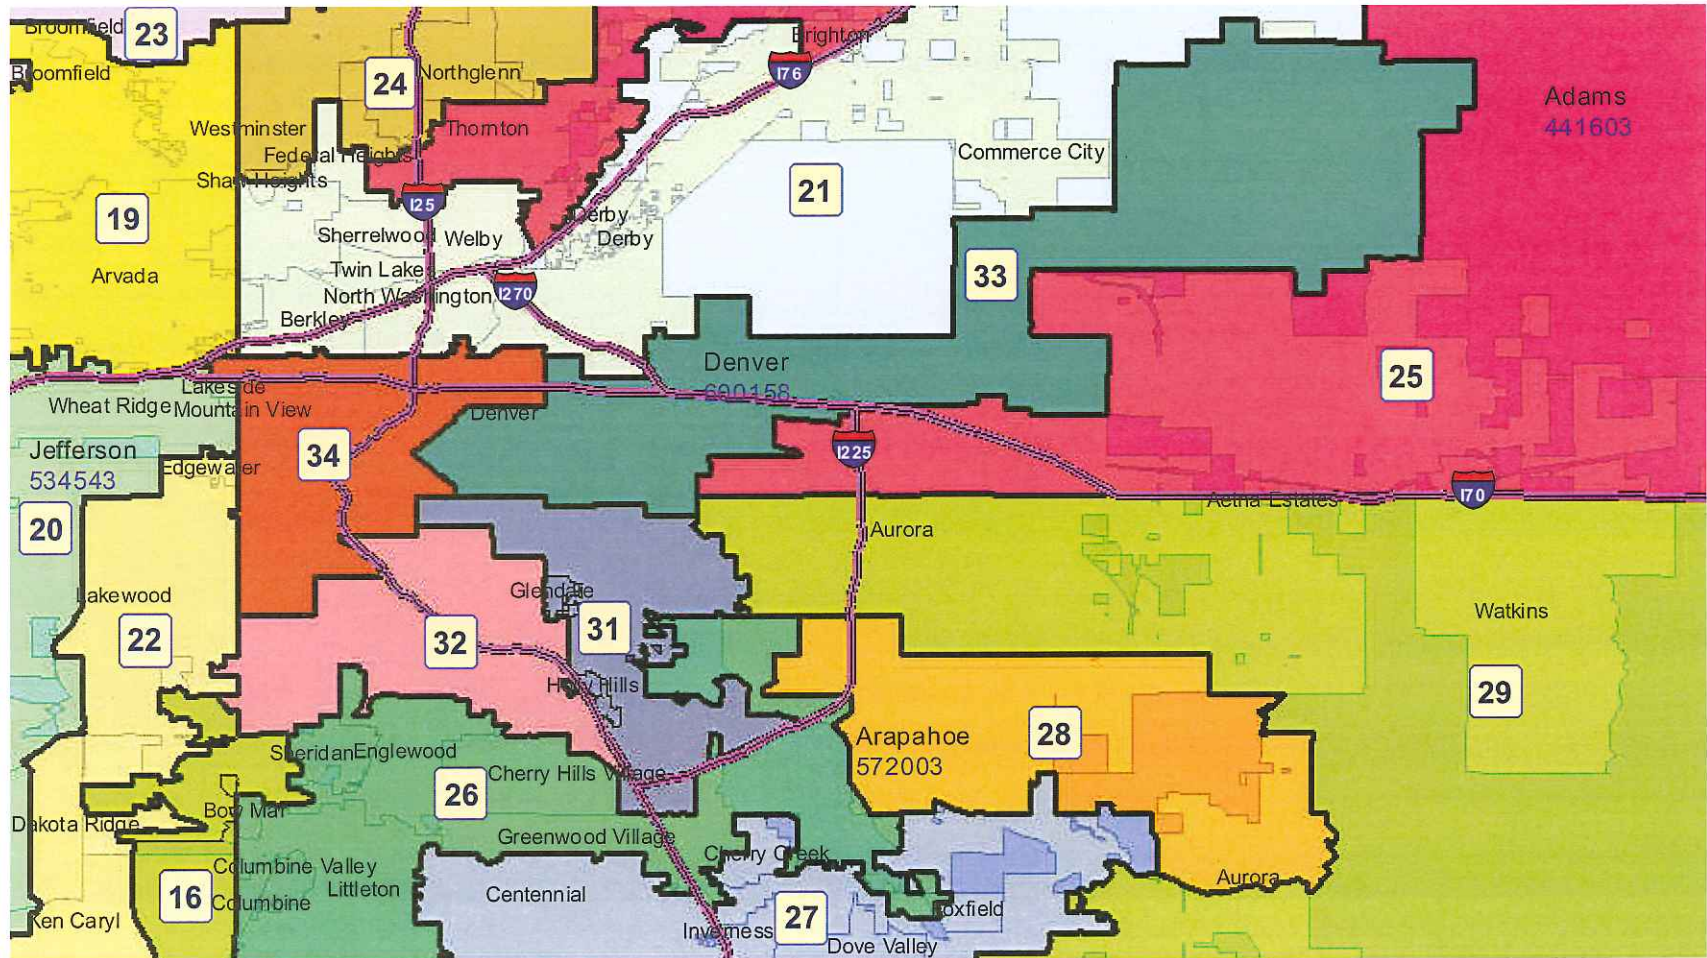 Broomfield
23
Brighton
Broomfield
24
Northglenn
I76
Adams
441603
Westminster
Thornton
Federal Heights
Commerce City
Shaw Heights
21
I25
19
Derby
Sherrelwood
Welby
Derby
Arvada
Twin Lake
33
North Washington
I270
Berkley
Denver
690158
25
Lakeside
Wheat Ridge
Mountain View
Denver
Jefferson
534543
34
I225
Edgewater
I70
Aetna Estates
20
Aurora
Lakewood
Glendale
Watkins
22
32
31
Holly Hills
29
28
Arapahoe
572003
Sheridan
Englewood
Cherry Hills Village
26
Bow Mar
Dakota Ridge
Greenwood Village
Cherry Creek
Columbine Valley
Littleton
Aurora
16
Centennial
Columbine
Ken Caryl
27
Foxfield
Inverness
Dove Valley